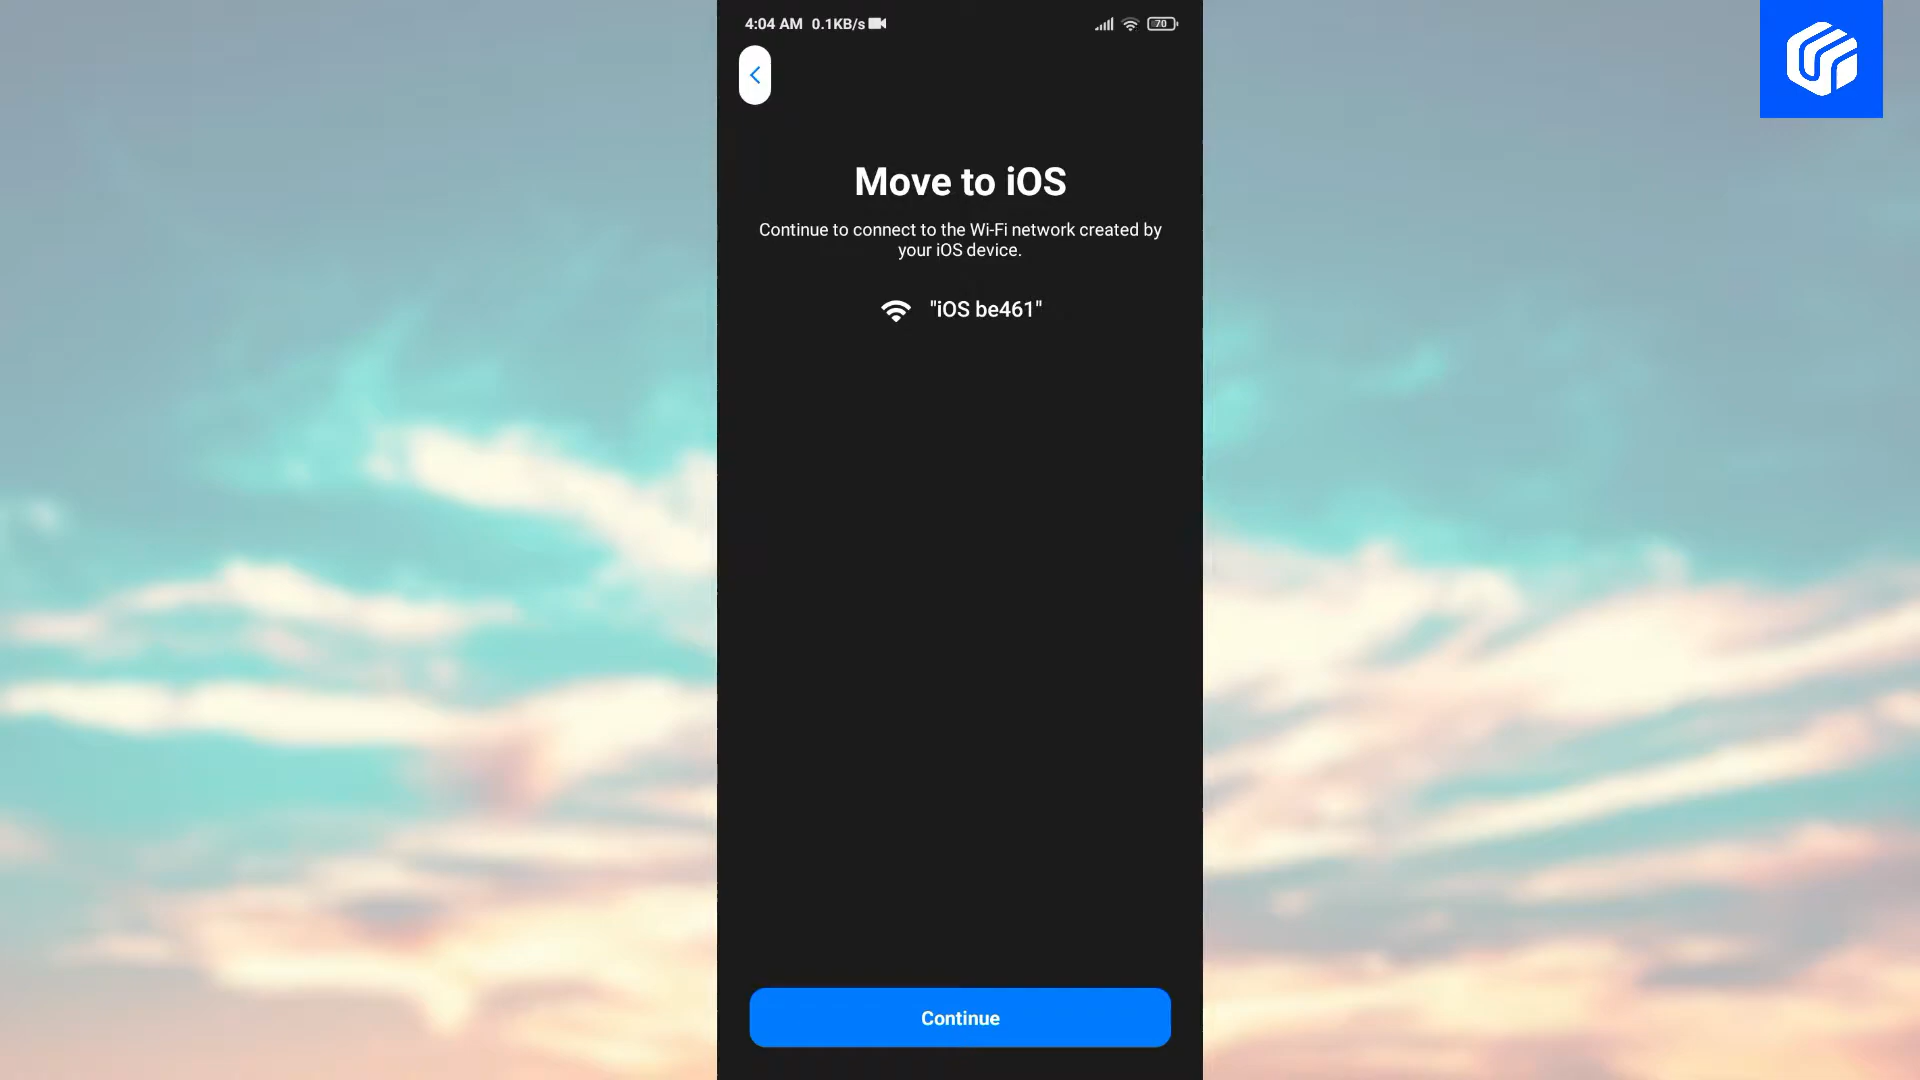 4:04 AM 0.1KB/s 70
Move to iOS
Continue to connect to the Wi-Fi network created by
your iOS device.
"iOS be461"
Continue